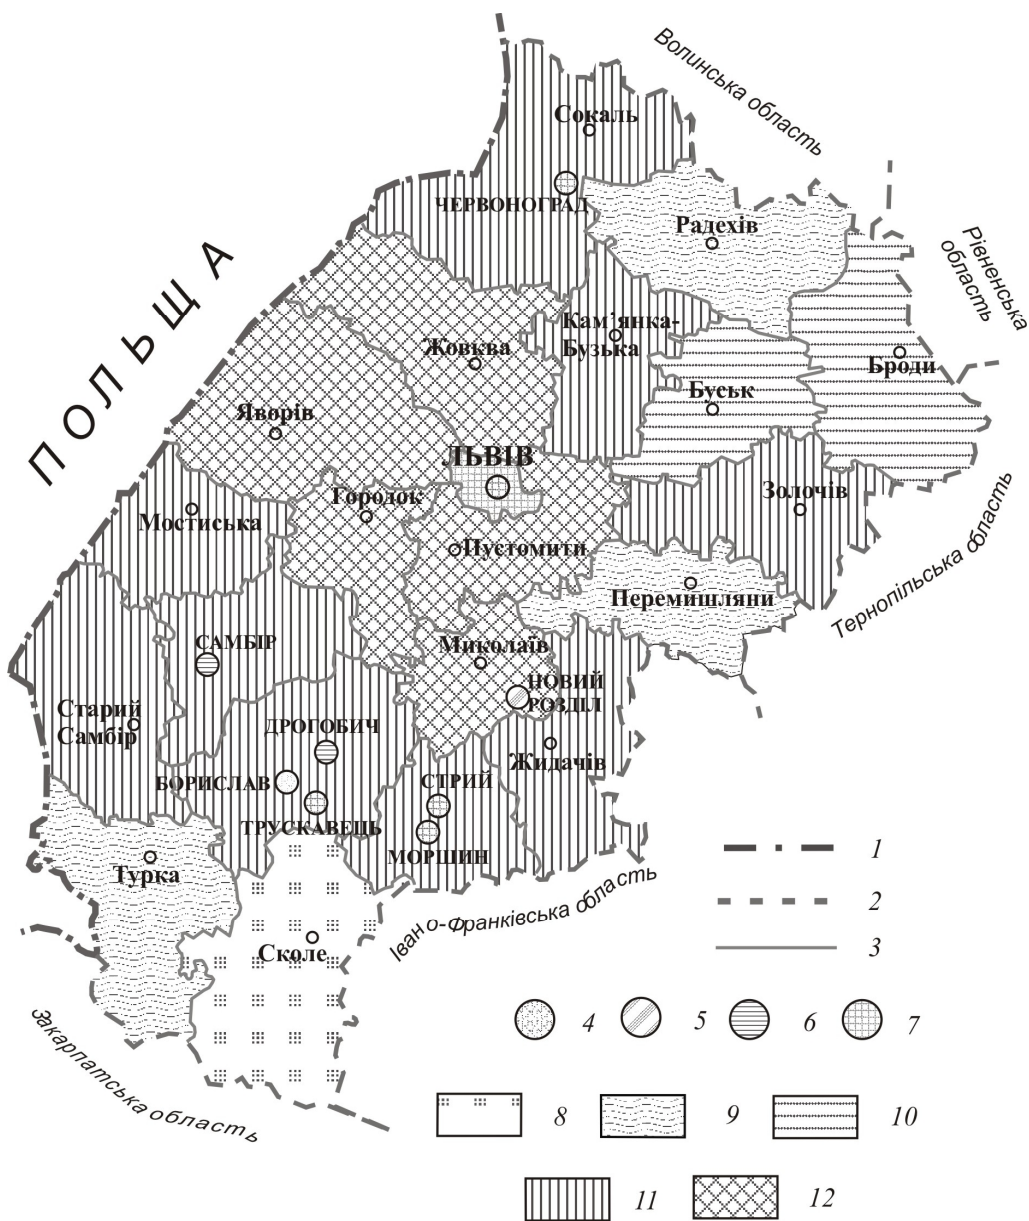 Волинська область
Сокаль
ЧЕРВОНОГРАД
Радехів
Рівненська
область
ПОЛЬЩА
Кам’янка-
Бузька
Жовква
Броди
Буськ
Яворів
ЛЬВІВ
Золочів
Городок
Мостиська
Пустомити
Тернопільська область
Перемишляни
САМБІР
Миколаїв
НОВИЙ
РОЗДІЛ
Старий
Самбір
ДРОГОБИЧ
Жидачів
БОРИСЛАВ
СТРИЙ
ТРУСКАВЕЦЬ
МОРШИН
Турка
Івано-Франківська область
Сколе
Закарпатська область
1
2
3
4 5 6 7
8 9 10
11 12